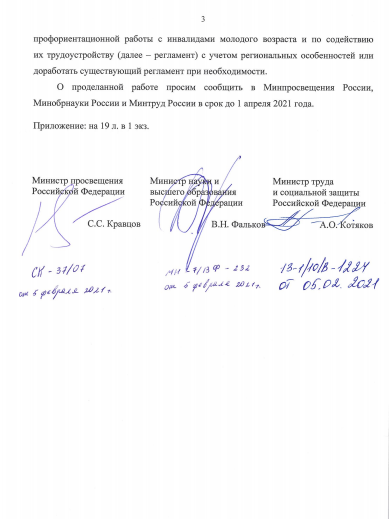 3
профориентационной работы с инвалидами молодого возраста и по содействию
их трудоустройству (далее – регламент) с учетом региональных особенностей или
доработать существующий регламент при необходимости.
О проделанной работе просим сообщить в Минпросвещения России,
Минобрнауки России и Минтруд России в срок до 1 апреля 2021 года.
Приложение: на 19 л. в 1 экз.
Министр просвещения
Российской Федерации
С.С. Кравцов
Министр науки и
высшего образования
Российской Федерации
В.Н. Фальков
Министр труда
и социальной защиты
Российской Федерации
А.О. Котяков
СК - 37/07
от 5 февраля 2021 г.
МН - 7/ВФ - 232
от 5 февраля 2021 г.
13-1/10/В-1224
от 05.02.2021